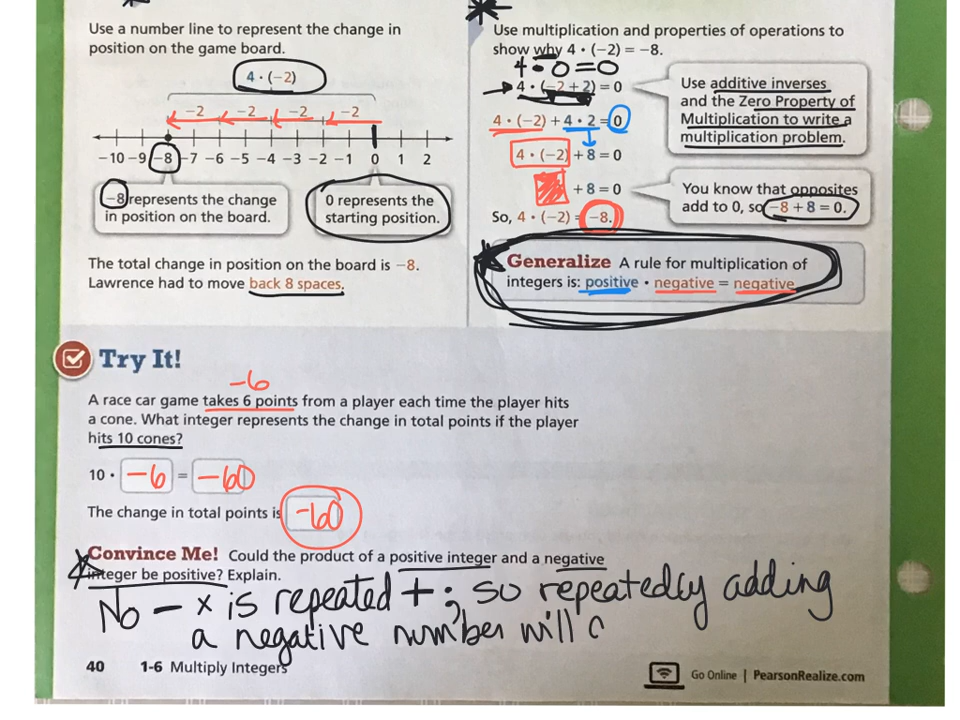 Use a number line to represent the change in
position on the game board.
4 • (−2)
−2 −2 −2 −2
−10 −9 −8 −7 −6 −5 −4 −3 −2 −1 0 1 2
−8 represents the change
in position on the board.
0 represents the
starting position.
The total change in position on the board is −8.
Lawrence had to move back 8 spaces.
Use multiplication and properties of operations to
show why 4 • (−2) = −8.
4 • 0 = 0
4 • (−2 + 2) = 0
4 • (−2) + 4 • 2 = 0
4 • (−2) + 8 = 0
+ 8 = 0
So, 4 • (−2) = −8.
Use additive inverses
and the Zero Property of
Multiplication to write a
multiplication problem.
You know that opposites
add to 0, so −8 + 8 = 0.
Generalize A rule for multiplication of
integers is: positive • negative = negative
Try It!
−6
A race car game takes 6 points from a player each time the player hits
a cone. What integer represents the change in total points if the player
hits 10 cones?
10 • −6 = −60
The change in total points is −60
Convince Me! Could the product of a positive integer and a negative
integer be positive? Explain.
No − x is repeated + ; so repeatedly adding
a negative number will
40 1-6 Multiply Integers
Go Online | PearsonRealize.com